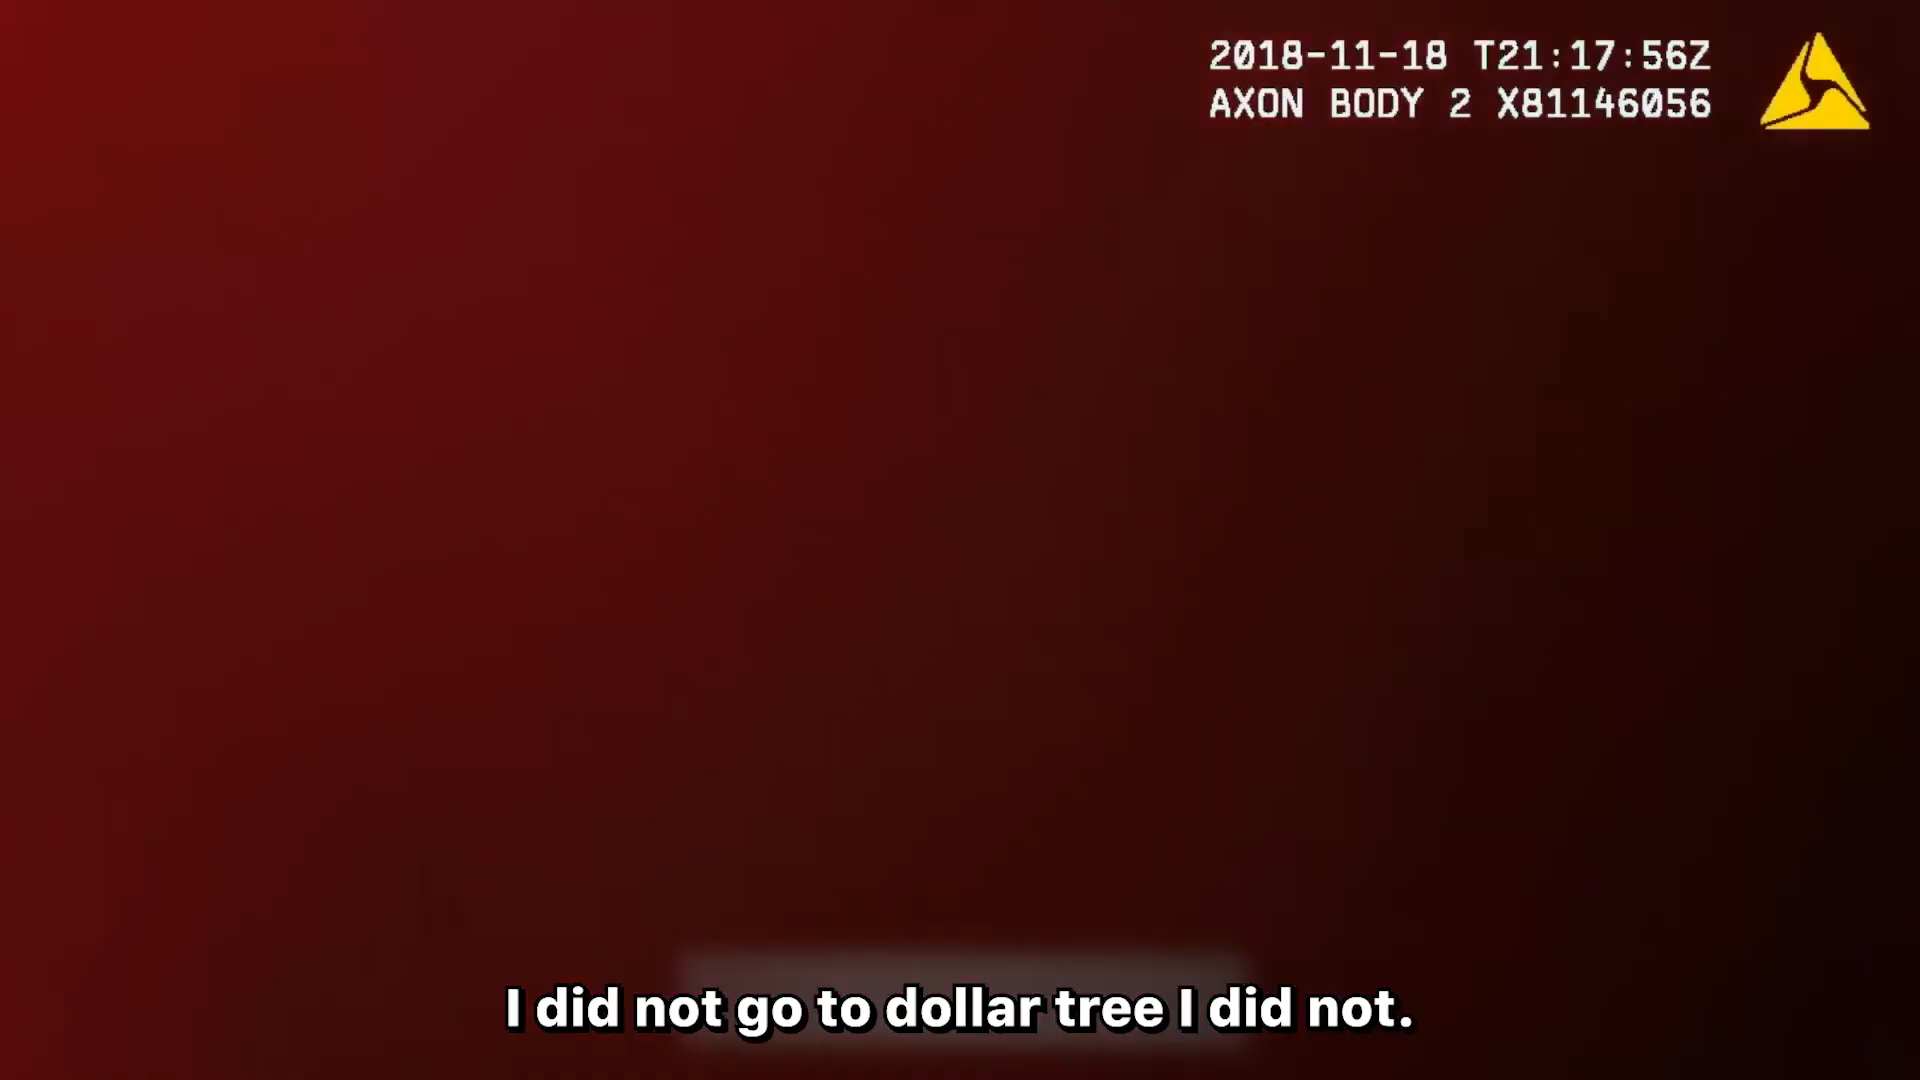 2018-11-18 T21:17:56Z
AXON BODY 2 X81146056
I did not go to dollar tree I did not.